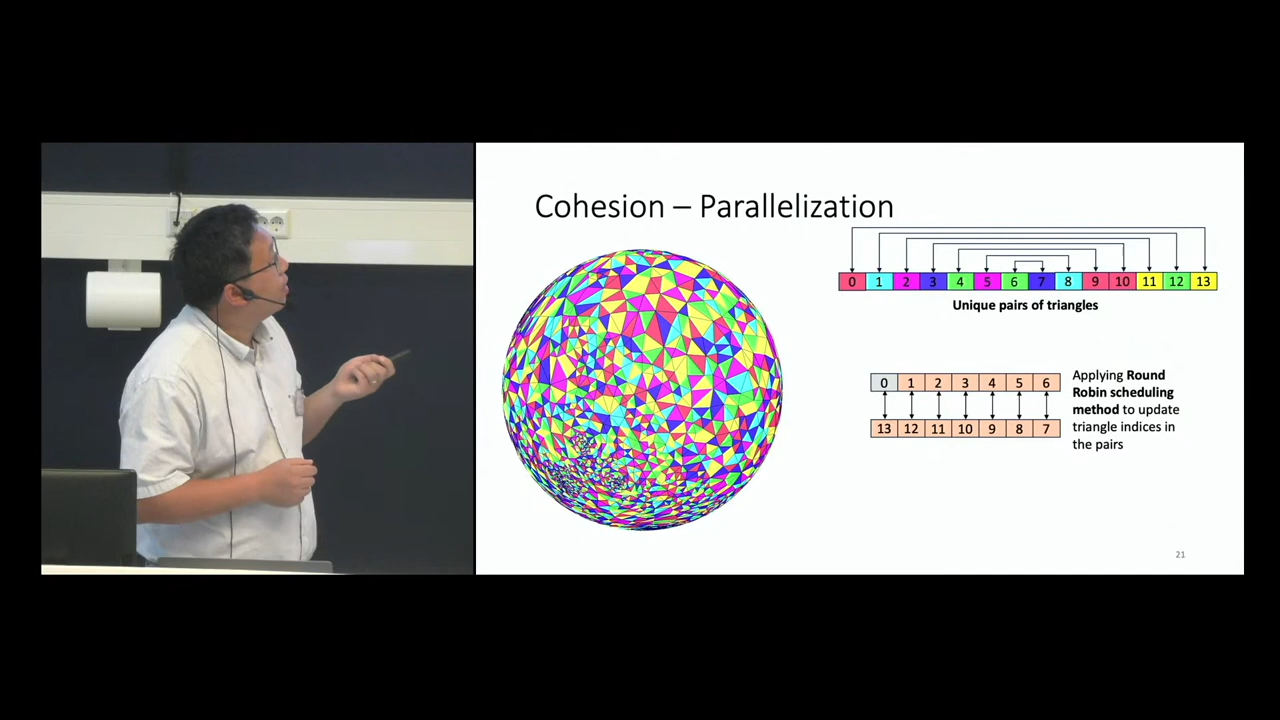 Cohesion – Parallelization
0 1 2 3 4 5 6 7 8 9 10 11 12 13
Unique pairs of triangles
0 1 2 3 4 5 6
13 12 11 10 9 8 7
Applying Round
Robin scheduling
method to update
triangle indices in
the pairs
21